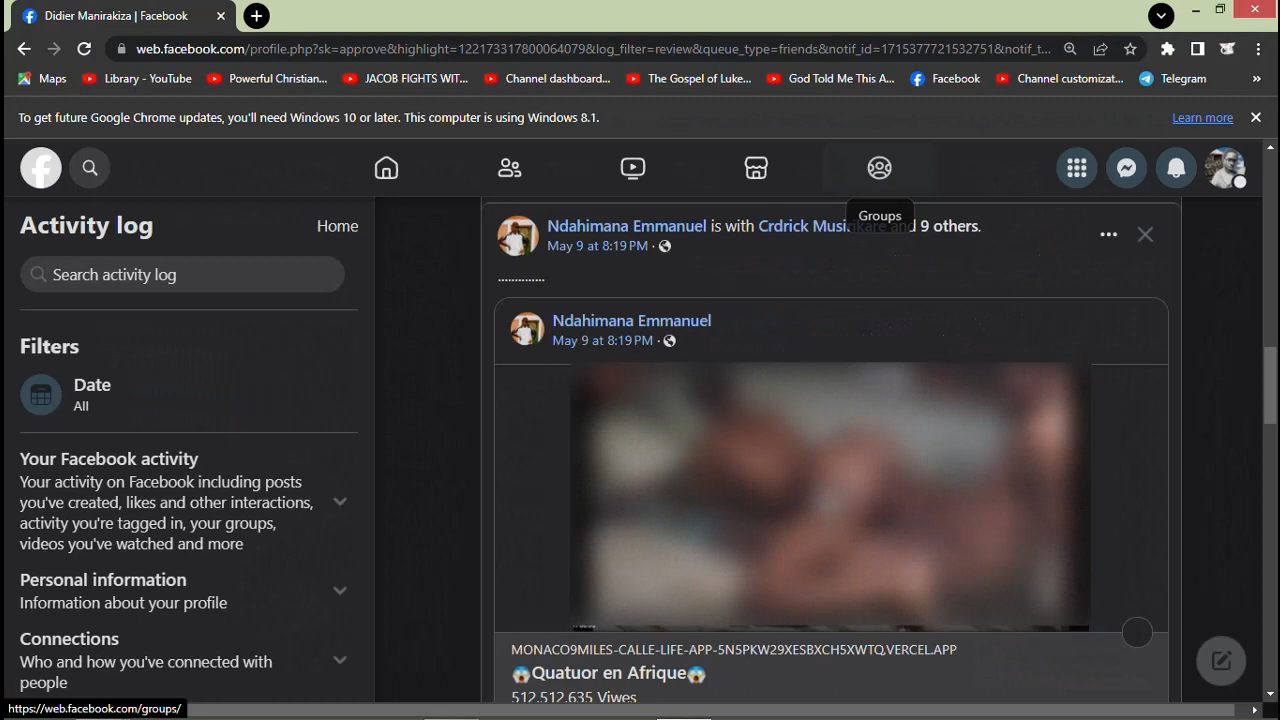 Didier Manirakiza | Facebook
web.facebook.com/profile.php?sk=approve&highlight=122173317800064079&log_filter=review&queue_type=friends&notif_id=1715377721532751&notif_t...
Maps
Library - YouTube
Powerful Christian...
JACOB FIGHTS WIT...
Channel dashboard...
The Gospel of Luke...
God Told Me This A...
Facebook
Channel customizat...
Telegram
»
To get future Google Chrome updates, you'll need Windows 10 or later. This computer is using Windows 8.1.
Learn more
Groups
Activity log
Home
Search activity log
Filters
Date
All
Your Facebook activity
Your activity on Facebook including posts
you've created, likes and other interactions,
activity you're tagged in, your groups,
videos you've watched and more
Personal information
Information about your profile
Connections
Who and how you've connected with
people
https://web.facebook.com/groups/
Ndahimana Emmanuel is with Crdrick and 9 others.
May 9 at 8:19 PM ·
..............
Ndahimana Emmanuel
May 9 at 8:19 PM ·
MONACO9MILES-CALLE-LIFE-APP-5N5PKW29XESBXCH5XWTQ.VERCEL.APP
😱Quatuor en Afrique😱
512.512.635 Viwes